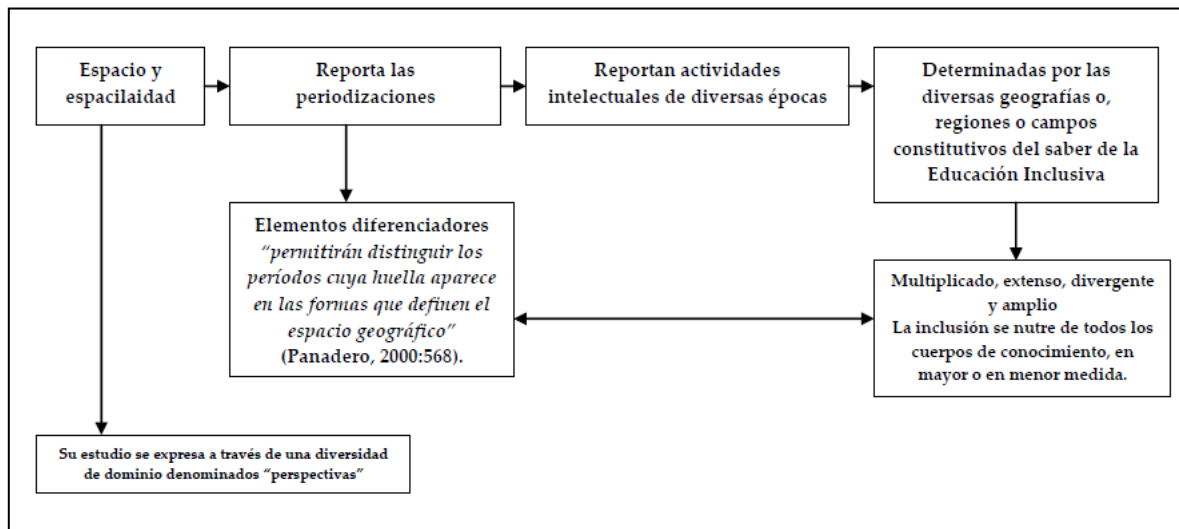 Espacio y
espacilaidad
Reporta las
periodizaciones
Reportan actividades
intelectuales de diversas épocas
Determinadas por las
diversas geografías o,
regiones o campos
constitutivos del saber de la
Educación Inclusiva
Elementos diferenciadores
“permitirán distinguir los
períodos cuya huella aparece
en las formas que definen el
espacio geográfico”
(Panadero, 2000:568).
Multiplicado, extenso, divergente
y amplio
La inclusión se nutre de todos los
cuerpos de conocimiento, en
mayor o en menor medida.
Su estudio se expresa a través de una diversidad
de dominio denominados “perspectivas”